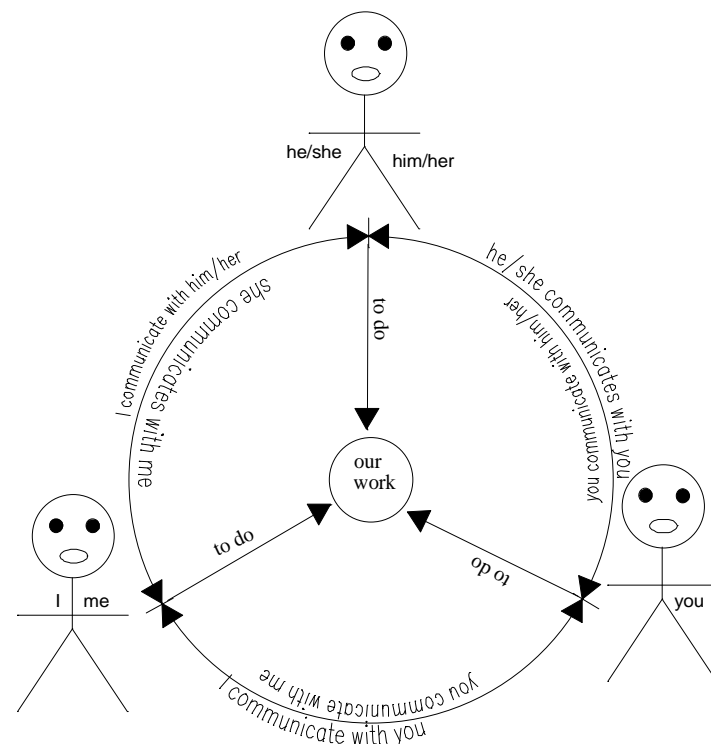 he/she
him/her
I communicate with him/her
she communicates with me
he/she communicates with you
you communicate with him/her
to do
our
work
to do
to do
I
me
you
you communicate with me
I communicate with you